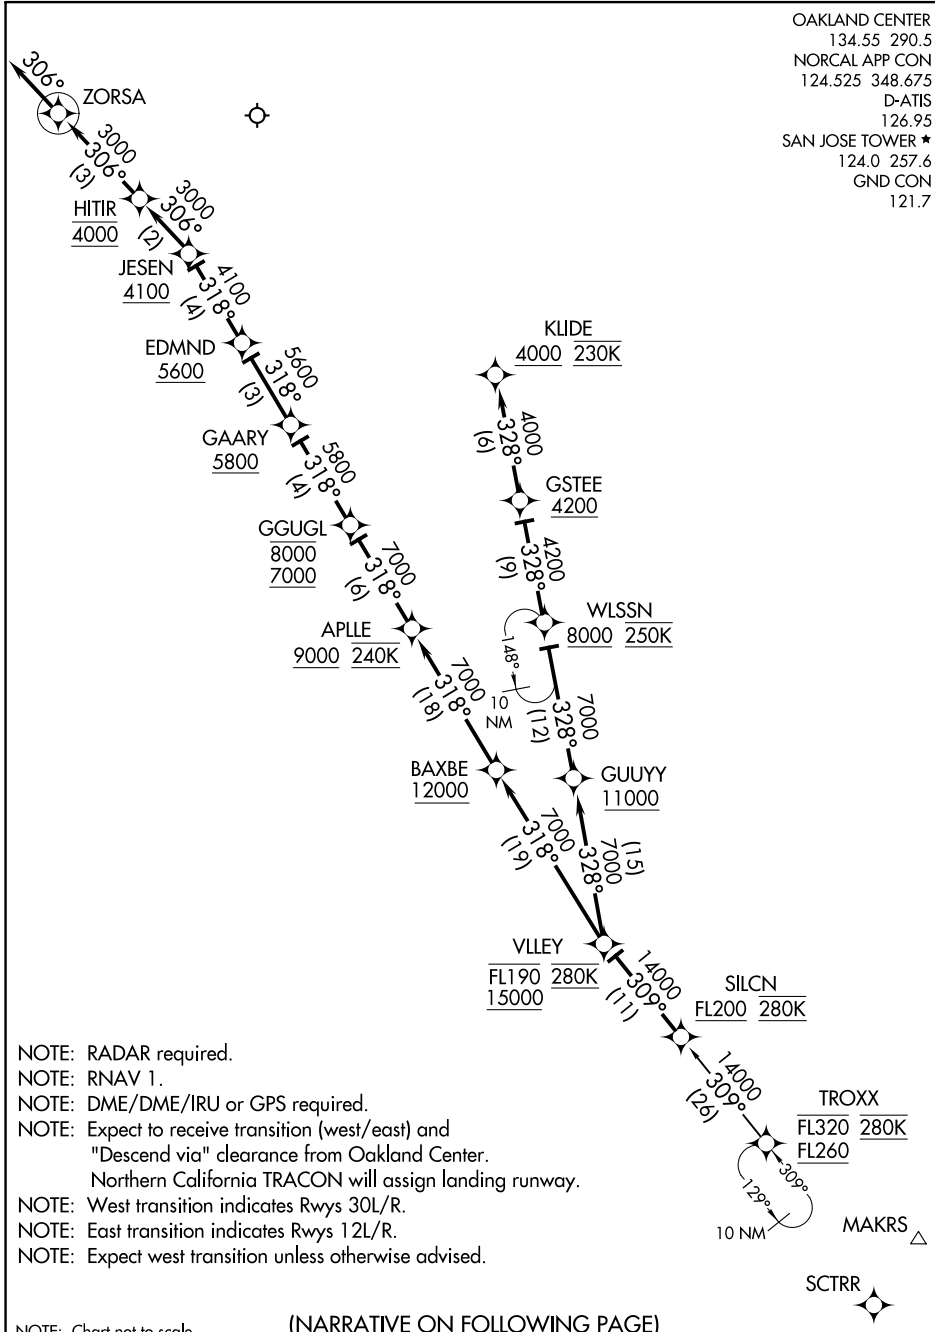 OAKLAND CENTER
134.55 290.5
NORCAL APP CON
124.525 348.675
D-ATIS
126.95
SAN JOSE TOWER ★
124.0 257.6
GND CON
121.7
306°
ZORSA
3000
306°
(3)
HITIR
4000
3000
306°
(2)
JESEN
4100
4100
318°
(4)
EDMND
5600
5600
318°
(3)
GAARY
5800
5800
318°
(4)
GGUGL
8000
7000
7000
318°
(6)
APLLE
9000 240K
7000
318°
(18)
BAXBE
12000
7000
318°
(19)
KLIDE
4000 230K
4000
328°
(6)
GSTEE
4200
4200
328°
(9)
WLSSN
8000 250K
148°
10
NM
7000
328°
(12)
GUUYY
11000
(15)
7000
328°
VLLEY
FL190 280K
15000
14000
309°
(11)
SILCN
FL200 280K
14000
309°
(26)
TROXX
FL320 280K
FL260
309°
129°
10 NM
MAKRS
SCTRR
NOTE: RADAR required.
NOTE: RNAV 1.
NOTE: DME/DME/IRU or GPS required.
NOTE: Expect to receive transition (west/east) and
"Descend via" clearance from Oakland Center.
Northern California TRACON will assign landing runway.
NOTE: West transition indicates Rwys 30L/R.
NOTE: East transition indicates Rwys 12L/R.
NOTE: Expect west transition unless otherwise advised.
NOTE: Chart not to scale
(NARRATIVE ON FOLLOWING PAGE)